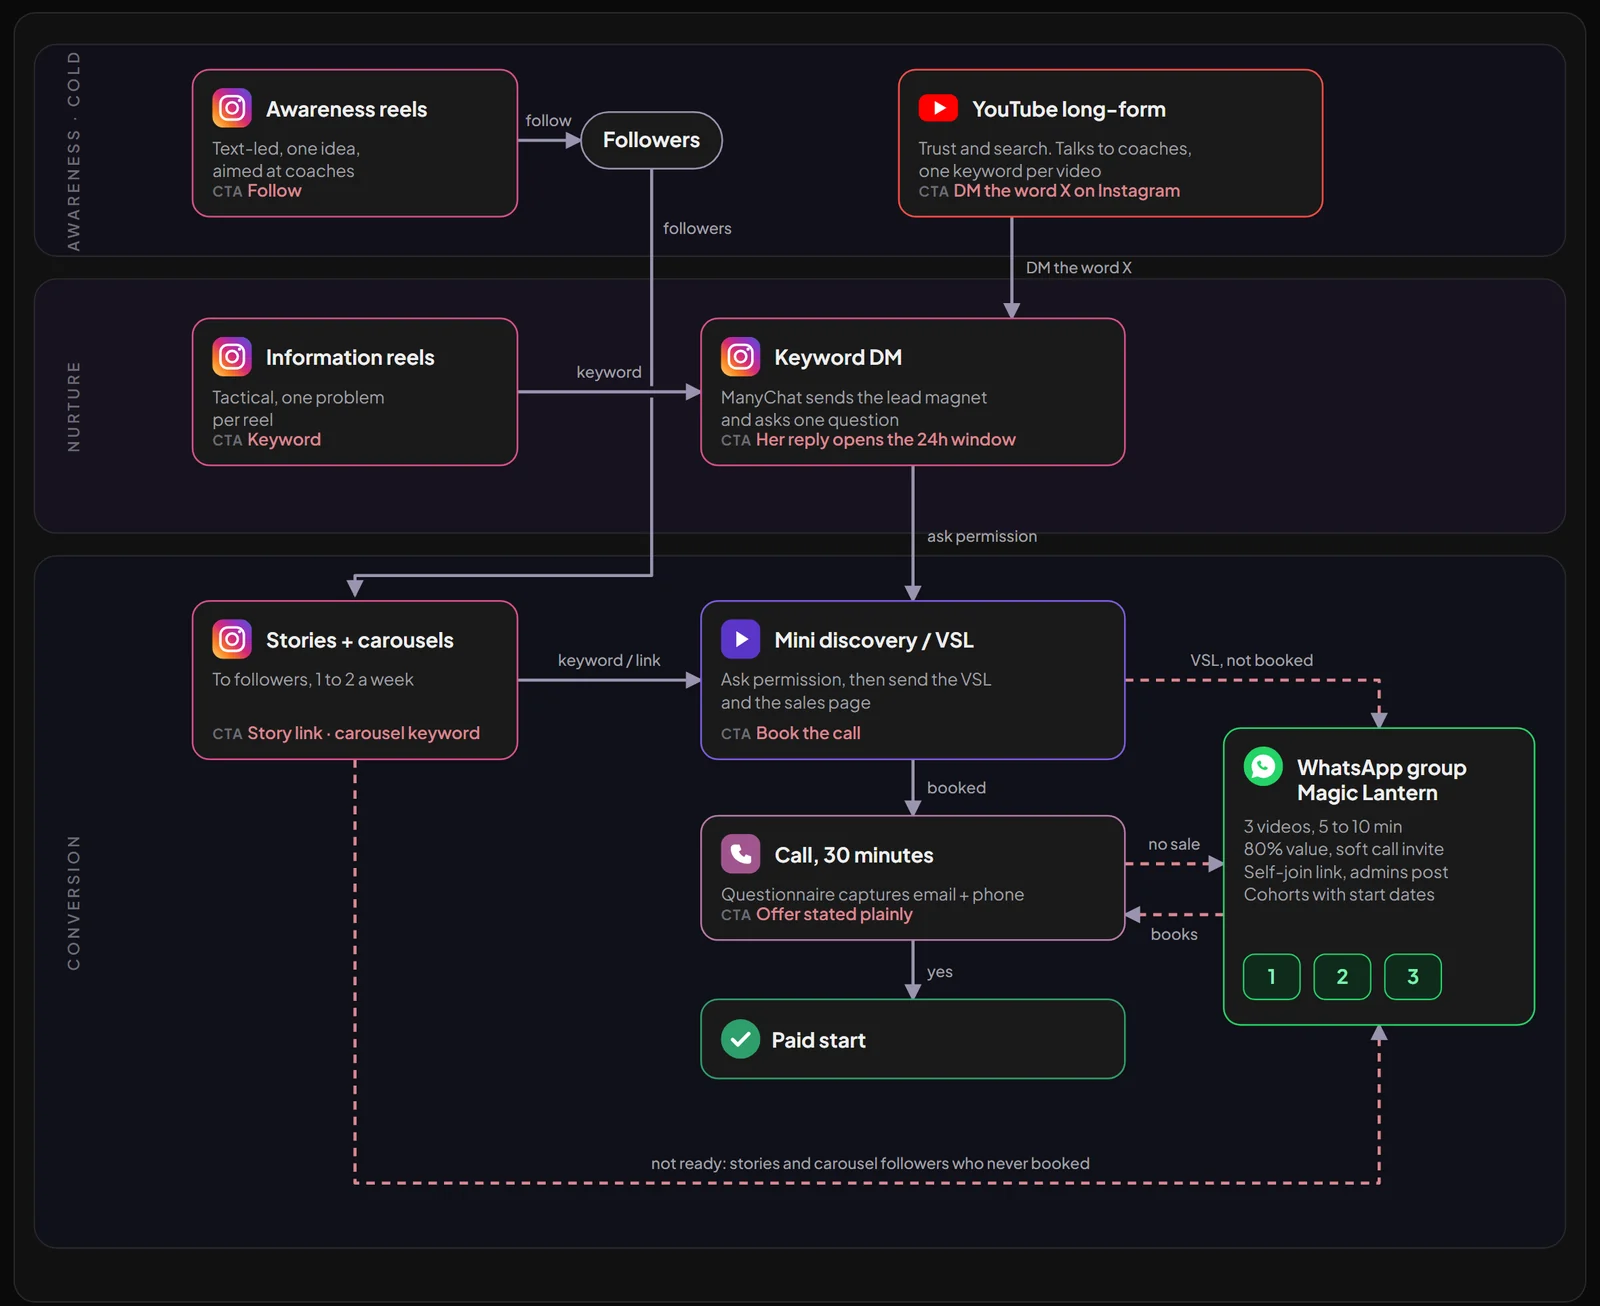 AWARENESS · COLD
Awareness reels
Text-led, one idea,
aimed at coaches
CTA Follow
follow
Followers
YouTube long-form
Trust and search. Talks to coaches,
one keyword per video
CTA DM the word X on Instagram
followers
DM the word X
NURTURE
Information reels
Tactical, one problem
per reel
CTA Keyword
keyword
Keyword DM
ManyChat sends the lead magnet
and asks one question
CTA Her reply opens the 24h window
ask permission
CONVERSION
Stories + carousels
To followers, 1 to 2 a week
CTA Story link · carousel keyword
keyword / link
Mini discovery / VSL
Ask permission, then send the VSL
and the sales page
CTA Book the call
VSL, not booked
booked
WhatsApp group
Magic Lantern
3 videos, 5 to 10 min
80% value, soft call invite
Self-join link, admins post
Cohorts with start dates
1
2
3
Call, 30 minutes
Questionnaire captures email + phone
CTA Offer stated plainly
no sale
books
yes
Paid start
not ready: stories and carousel followers who never booked